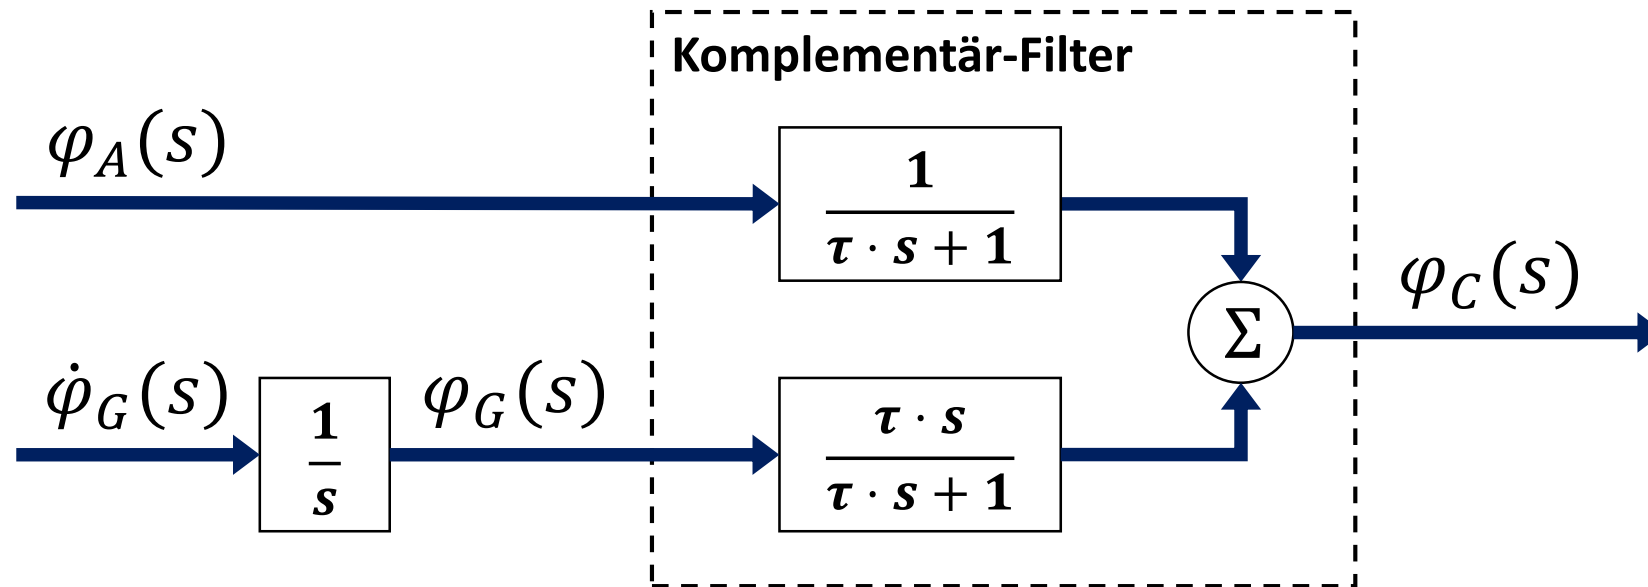 Komplementär-Filter
φ_A(s)
1
τ · s + 1
φ_C(s)
Σ
φ̇_G(s)
1
s
φ_G(s)
τ · s
τ · s + 1